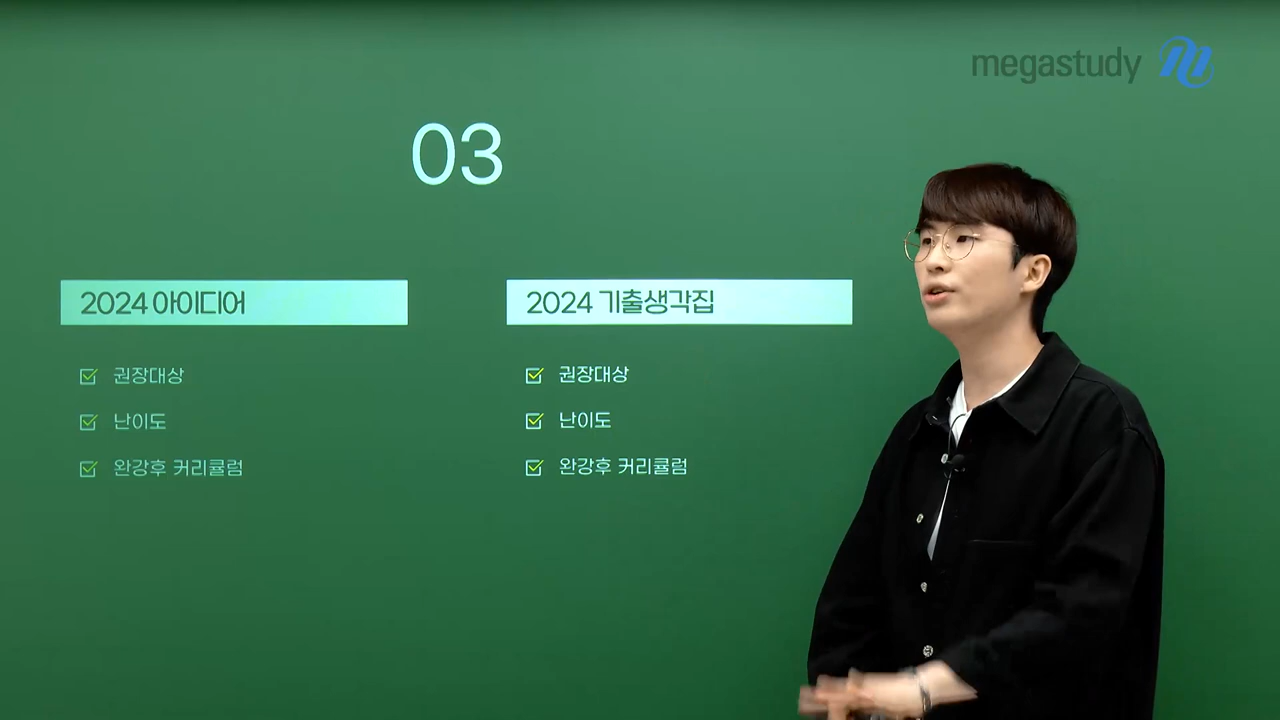 megastudy
03
2024 아이디어
권장대상
난이도
완강후 커리큘럼
2024 기출생각집
권장대상
난이도
완강후 커리큘럼